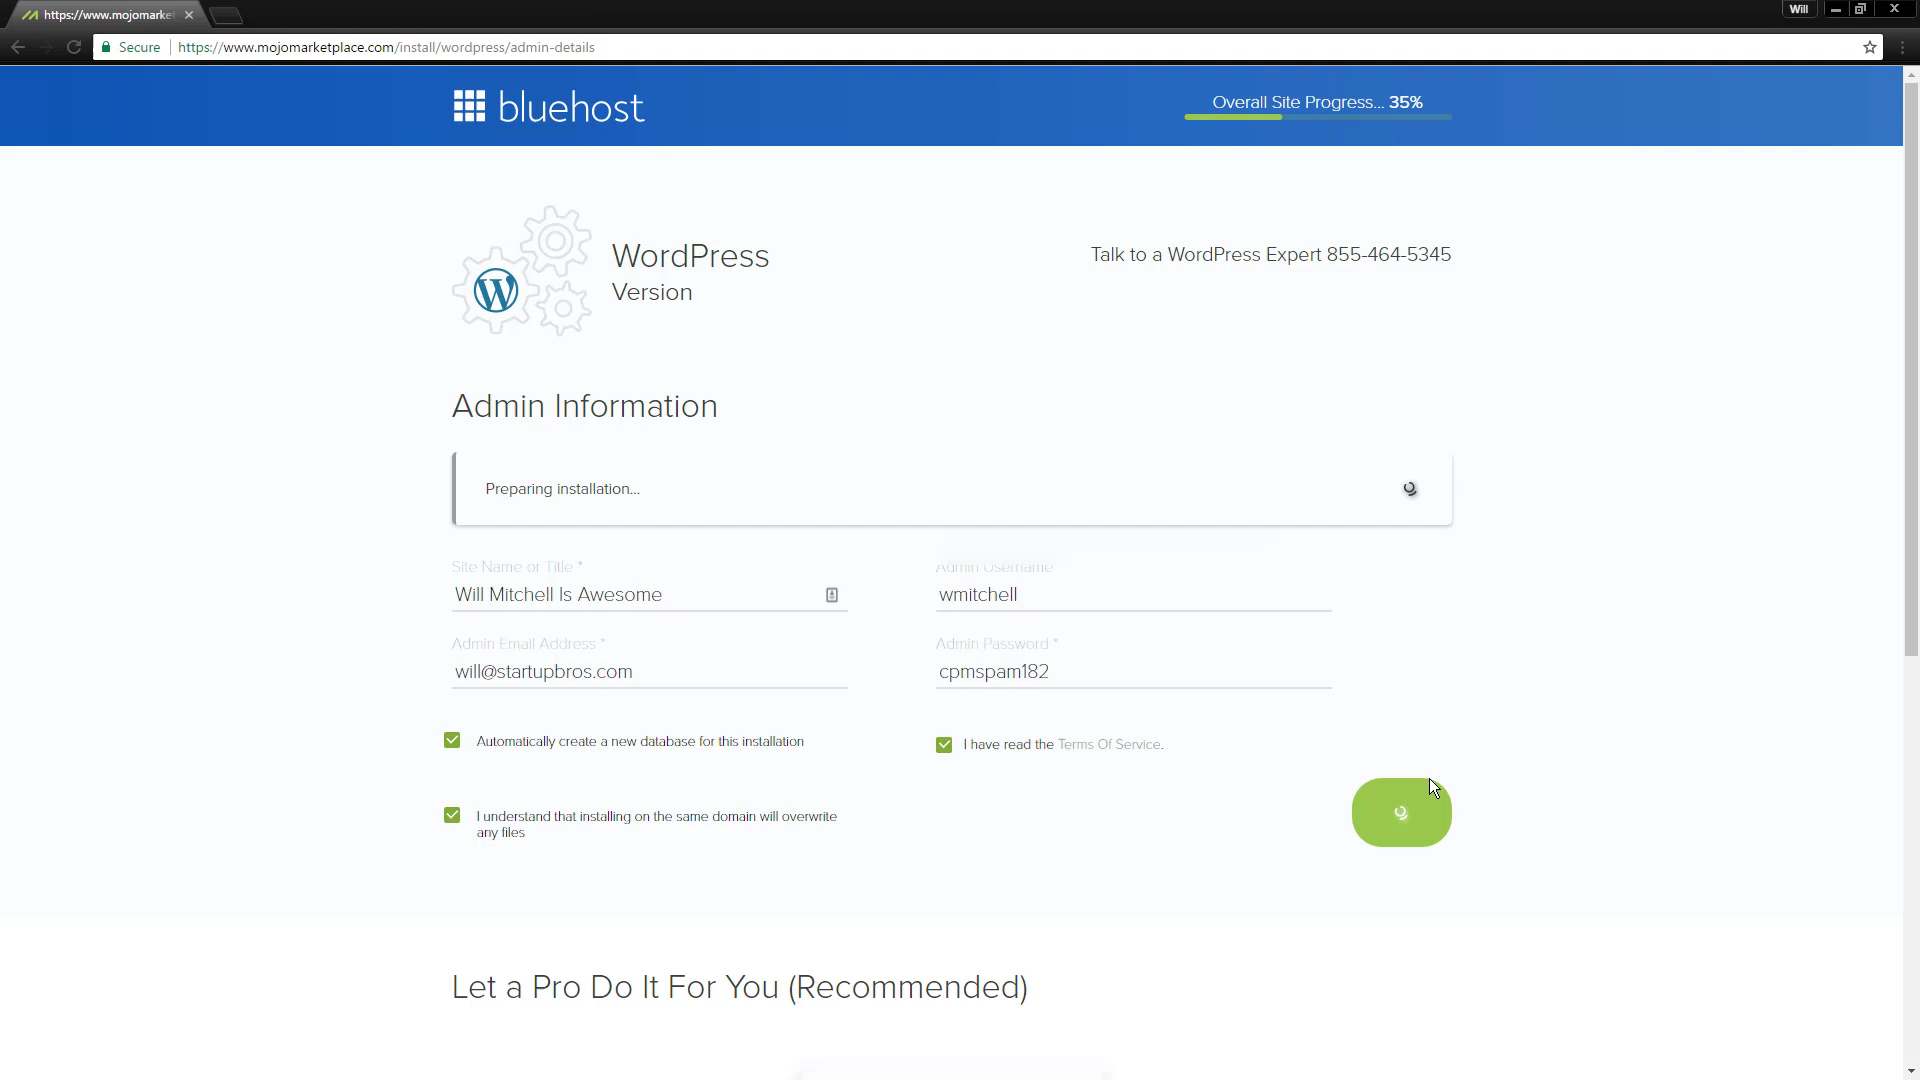 https://www.mojomarke
Will
Secure
https://www.mojomarketplace.com/install/wordpress/admin-details
bluehost
Overall Site Progress... 35%
WordPress
Version
Talk to a WordPress Expert 855-464-5345
Admin Information
Preparing installation...
Site Name or Title *
Admin Username
Will Mitchell Is Awesome
wmitchell
Admin Email Address *
Admin Password *
will@startupbros.com
cpmspam182
Automatically create a new database for this installation
I have read the Terms Of Service.
I understand that installing on the same domain will overwrite
any files
Let a Pro Do It For You (Recommended)